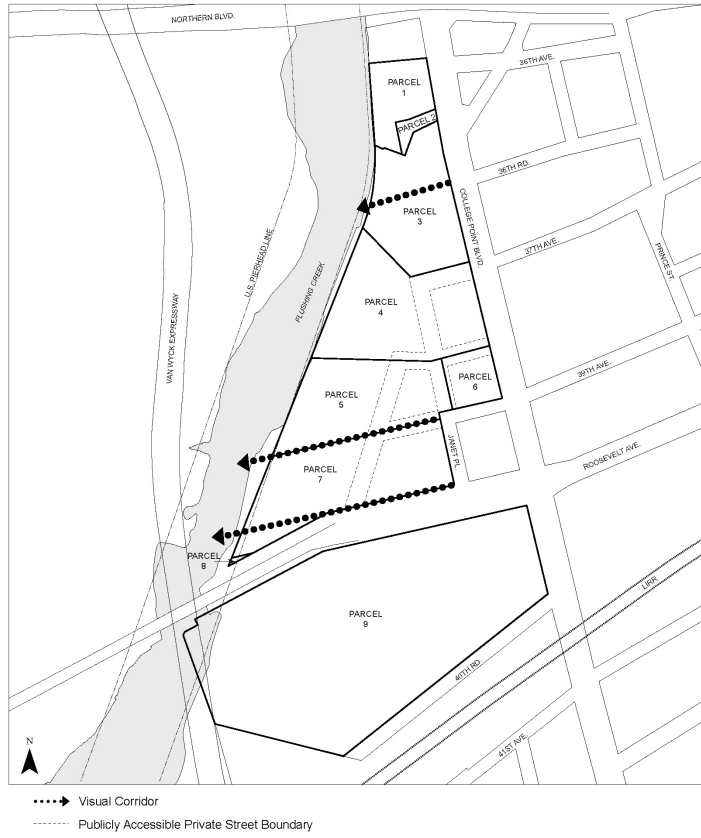 NORTHERN BLVD.
36TH AVE.
PARCEL
1
PARCEL 2
36TH RD.
COLLEGE POINT BLVD.
PARCEL
3
37TH AVE.
PRINCE ST.
U.S. PIERHEAD LINE
FLUSHING CREEK
VAN WYCK EXPRESSWAY
PARCEL
4
39TH AVE.
PARCEL
6
PARCEL
5
JANET PL.
ROOSEVELT AVE.
PARCEL
7
PARCEL
8
LIRR
PARCEL
9
40TH RD.
41ST AVE.
N
Visual Corridor
Publicly Accessible Private Street Boundary